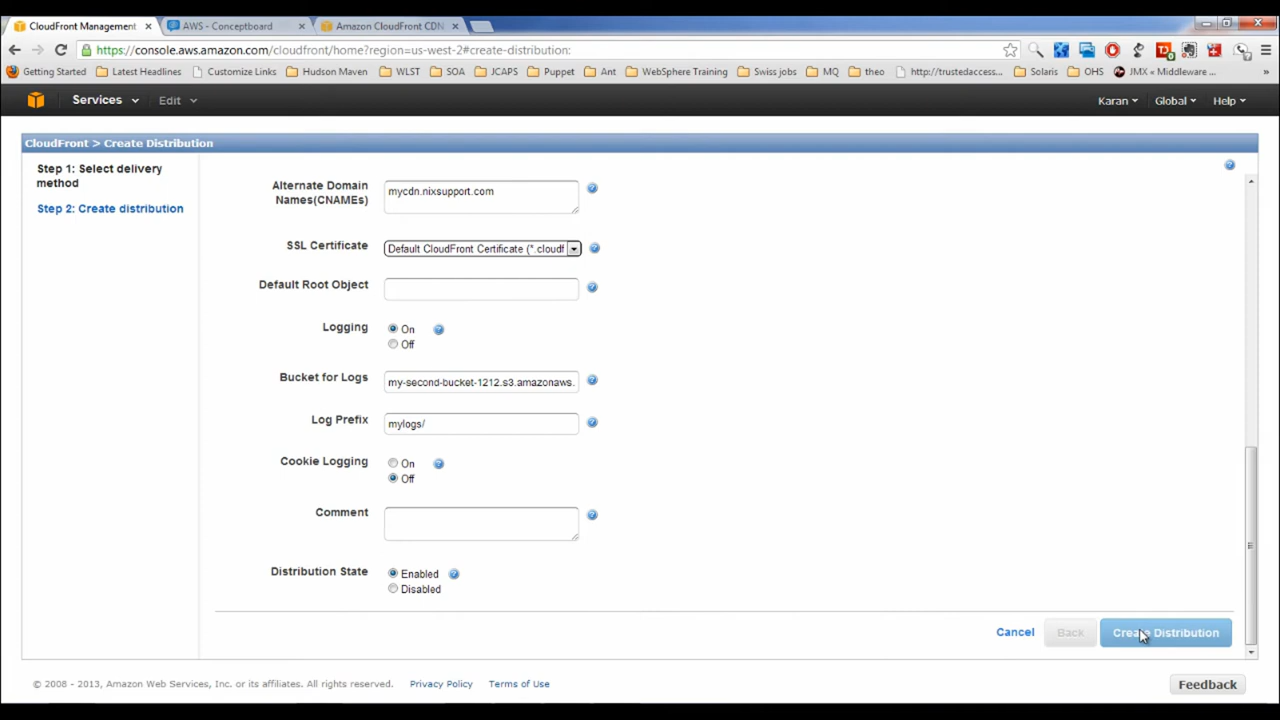 CloudFront Management
AWS - Conceptboard
Amazon CloudFront CDN
https://console.aws.amazon.com/cloudfront/home?region=us-west-2#create-distribution:
Getting Started Latest Headlines Customize Links Hudson Maven WLST SOA JCAPS Puppet Ant WebSphere Training Swiss jobs MQ theo http://trustedaccess... Solaris OHS JMX « Middleware ... »
Services Edit Karan Global Help
CloudFront > Create Distribution
Step 1: Select delivery
method
Step 2: Create distribution
Alternate Domain
Names(CNAMEs)
mycdn.nixsupport.com
SSL Certificate
Default CloudFront Certificate (*.cloudf
Default Root Object
Logging
On
Off
Bucket for Logs
my-second-bucket-1212.s3.amazonaws.
Log Prefix
mylogs/
Cookie Logging
On
Off
Comment
Distribution State
Enabled
Disabled
Cancel Back Create Distribution
© 2008 - 2013, Amazon Web Services, Inc. or its affiliates. All rights reserved. Privacy Policy Terms of Use
Feedback